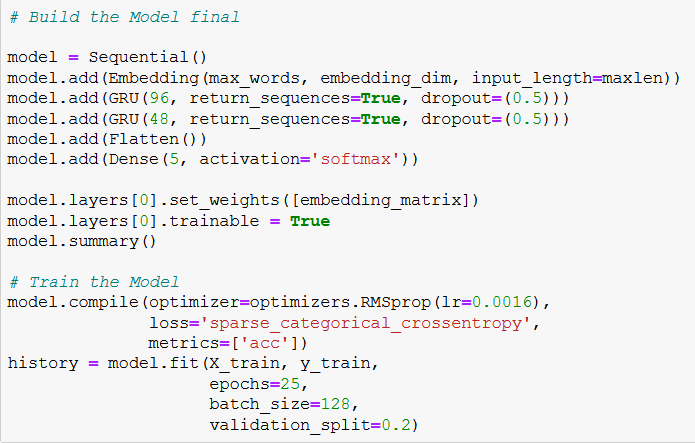 # Build the Model final
model = Sequential()
model.add(Embedding(max_words, embedding_dim, input_length=maxlen))
model.add(GRU(96, return_sequences=True, dropout=(0.5)))
model.add(GRU(48, return_sequences=True, dropout=(0.5)))
model.add(Flatten())
model.add(Dense(5, activation='softmax'))
model.layers[0].set_weights([embedding_matrix])
model.layers[0].trainable = True
model.summary()
# Train the Model
model.compile(optimizer=optimizers.RMSprop(lr=0.0016),
loss='sparse_categorical_crossentropy',
metrics=['acc'])
history = model.fit(X_train, y_train,
epochs=25,
batch_size=128,
validation_split=0.2)